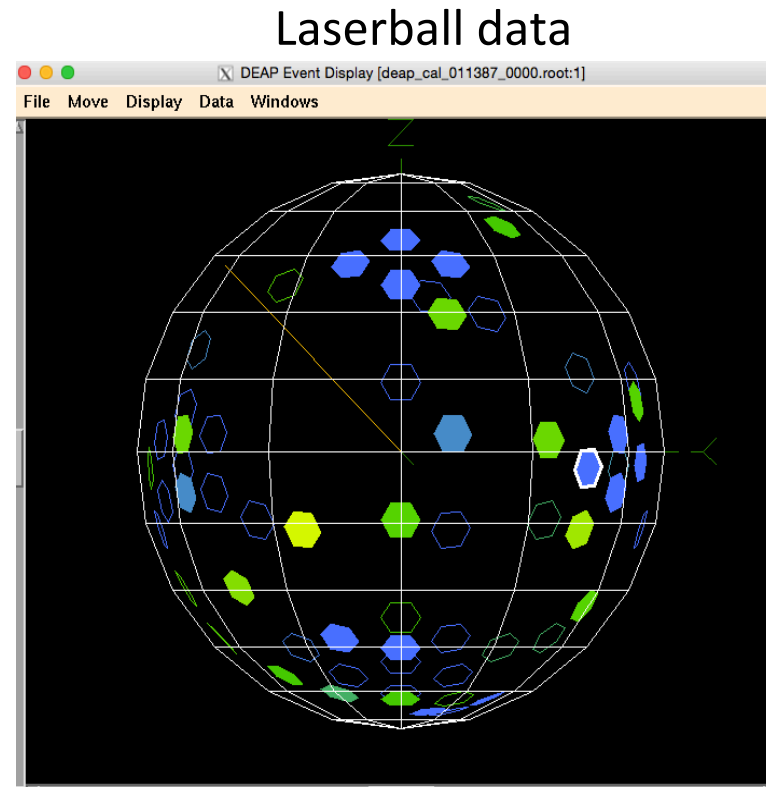 Laserball data
DEAP Event Display [deap_cal_011387_0000.root:1]
File Move Display Data Windows
Z
Y